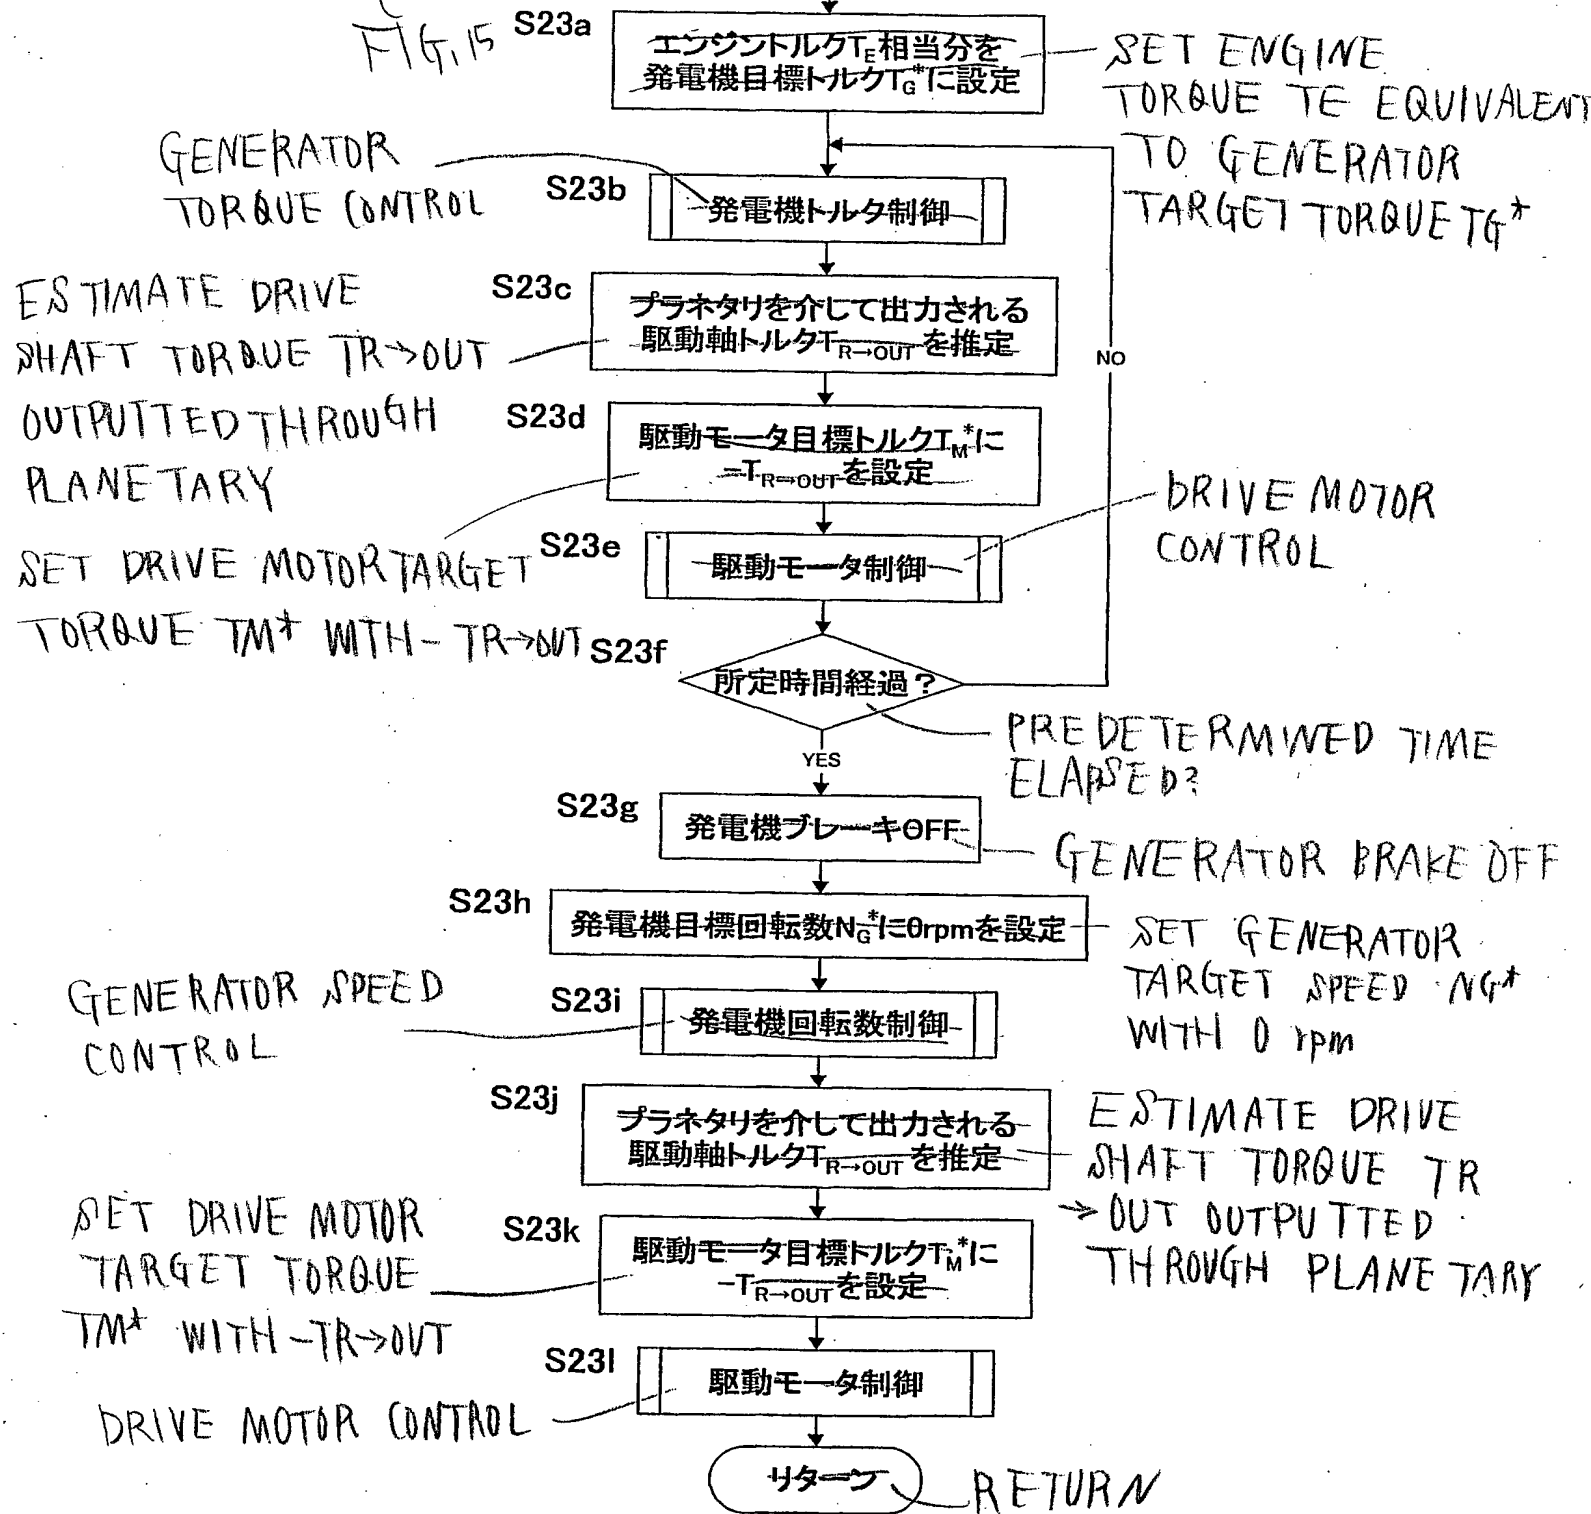 FIG. 15
S23a
エンジントルクTE相当分を
発電機目標トルクTG*に設定
SET ENGINE
TORQUE TE EQUIVALENT
TO GENERATOR
TARGET TORQUE TG*
GENERATOR
TORQUE CONTROL
S23b
発電機トルク制御
ESTIMATE DRIVE
SHAFT TORQUE TR→OUT
OUTPUTTED THROUGH
PLANETARY
S23c
プラネタリを介して出力される
駆動軸トルクTR→OUTを推定
NO
S23d
駆動モータ目標トルクTM*に
-TR→OUTを設定
SET DRIVE MOTOR TARGET
TORQUE TM* WITH -TR→OUT
S23e
駆動モータ制御
DRIVE MOTOR
CONTROL
S23f
所定時間経過?
PREDETERMINED TIME
ELAPSED?
YES
S23g
発電機ブレーキOFF
GENERATOR BRAKE OFF
S23h
発電機目標回転数NG*に0rpmを設定
SET GENERATOR
TARGET SPEED NG*
WITH 0 rpm
GENERATOR SPEED
CONTROL
S23i
発電機回転数制御
S23j
プラネタリを介して出力される
駆動軸トルクTR→OUTを推定
ESTIMATE DRIVE
SHAFT TORQUE TR
→OUT OUTPUTTED
THROUGH PLANETARY
SET DRIVE MOTOR
TARGET TORQUE
TM* WITH -TR→OUT
S23k
駆動モータ目標トルクTM*に
-TR→OUTを設定
S23l
駆動モータ制御
DRIVE MOTOR CONTROL
リターン
RETURN